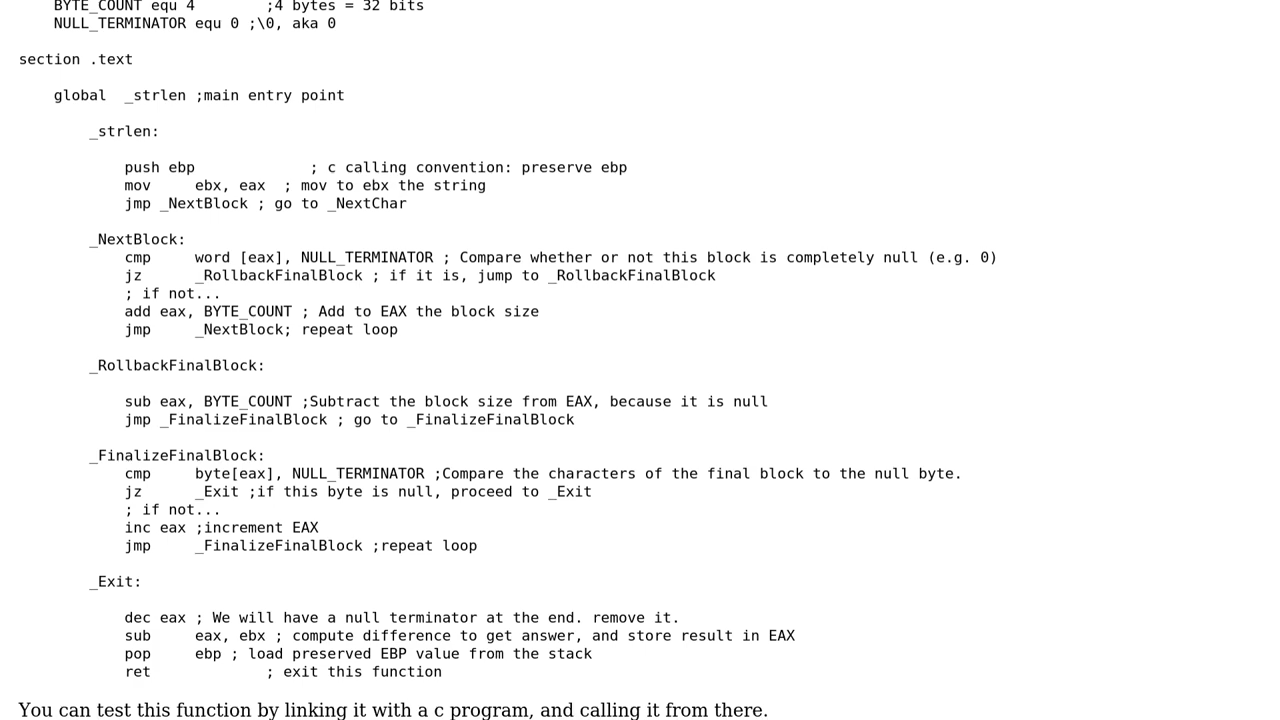 BYTE_COUNT equ 4 ;4 bytes = 32 bits
NULL_TERMINATOR equ 0 ;\0, aka 0
section .text
global _strlen ;main entry point
_strlen:
push ebp ; c calling convention: preserve ebp
mov ebx, eax ; mov to ebx the string
jmp _NextBlock ; go to _NextChar
_NextBlock:
cmp word [eax], NULL_TERMINATOR ; Compare whether or not this block is completely null (e.g. 0)
jz _RollbackFinalBlock ; if it is, jump to _RollbackFinalBlock
; if not...
add eax, BYTE_COUNT ; Add to EAX the block size
jmp _NextBlock; repeat loop
_RollbackFinalBlock:
sub eax, BYTE_COUNT ;Subtract the block size from EAX, because it is null
jmp _FinalizeFinalBlock ; go to _FinalizeFinalBlock
_FinalizeFinalBlock:
cmp byte[eax], NULL_TERMINATOR ;Compare the characters of the final block to the null byte.
jz _Exit ;if this byte is null, proceed to _Exit
; if not...
inc eax ;increment EAX
jmp _FinalizeFinalBlock ;repeat loop
_Exit:
dec eax ; We will have a null terminator at the end. remove it.
sub eax, ebx ; compute difference to get answer, and store result in EAX
pop ebp ; load preserved EBP value from the stack
ret ; exit this function
You can test this function by linking it with a c program, and calling it from there.